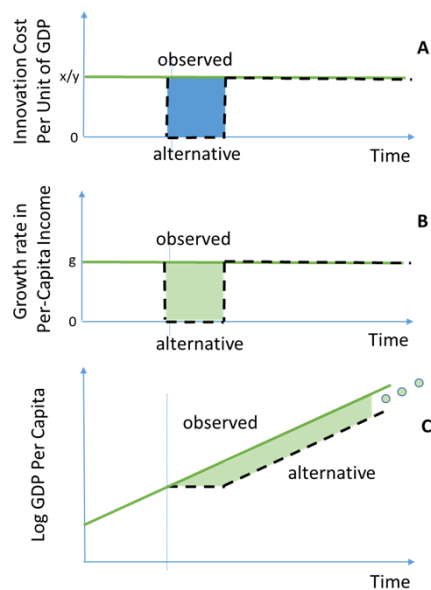 A
Innovation Cost
Per Unit of GDP
x/y
observed
0
alternative
Time
B
Growth rate in
Per-Capita Income
g
observed
0
alternative
Time
C
Log GDP Per Capita
observed
alternative
Time